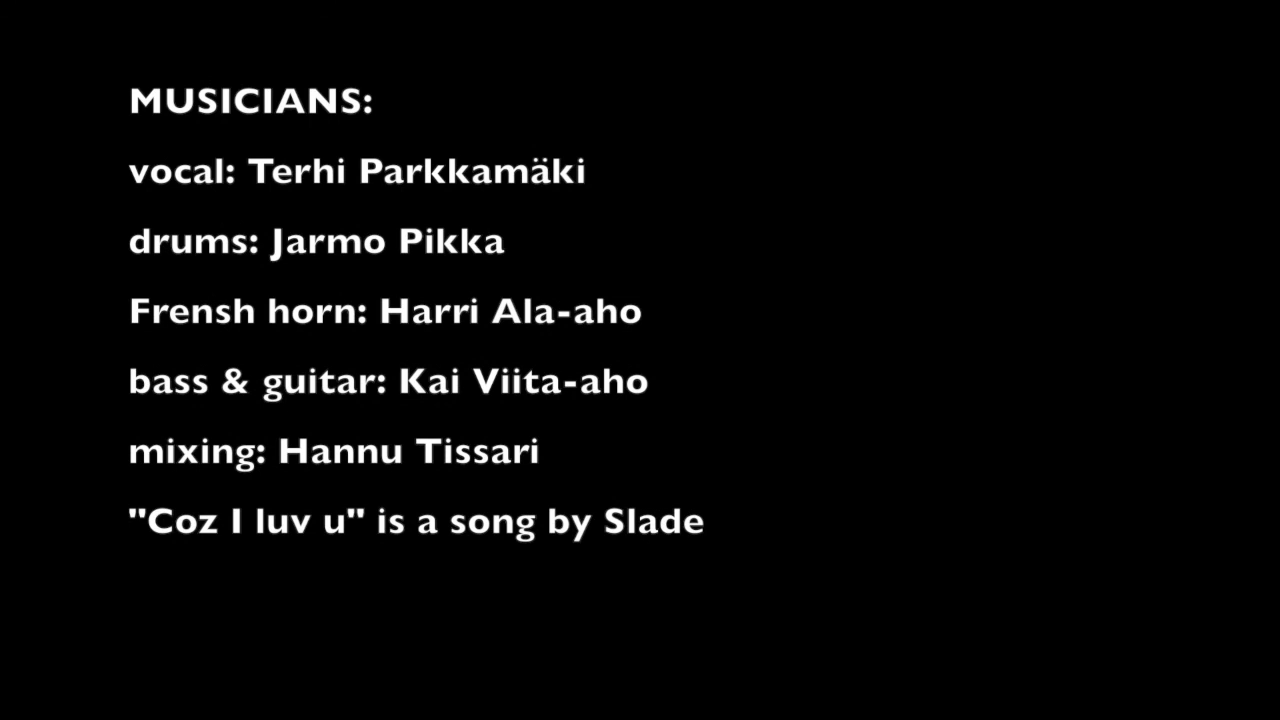 MUSICIANS:
vocal: Terhi Parkkamäki
drums: Jarmo Pikka
Frensh horn: Harri Ala-aho
bass & guitar: Kai Viita-aho
mixing: Hannu Tissari
"Coz I luv u" is a song by Slade